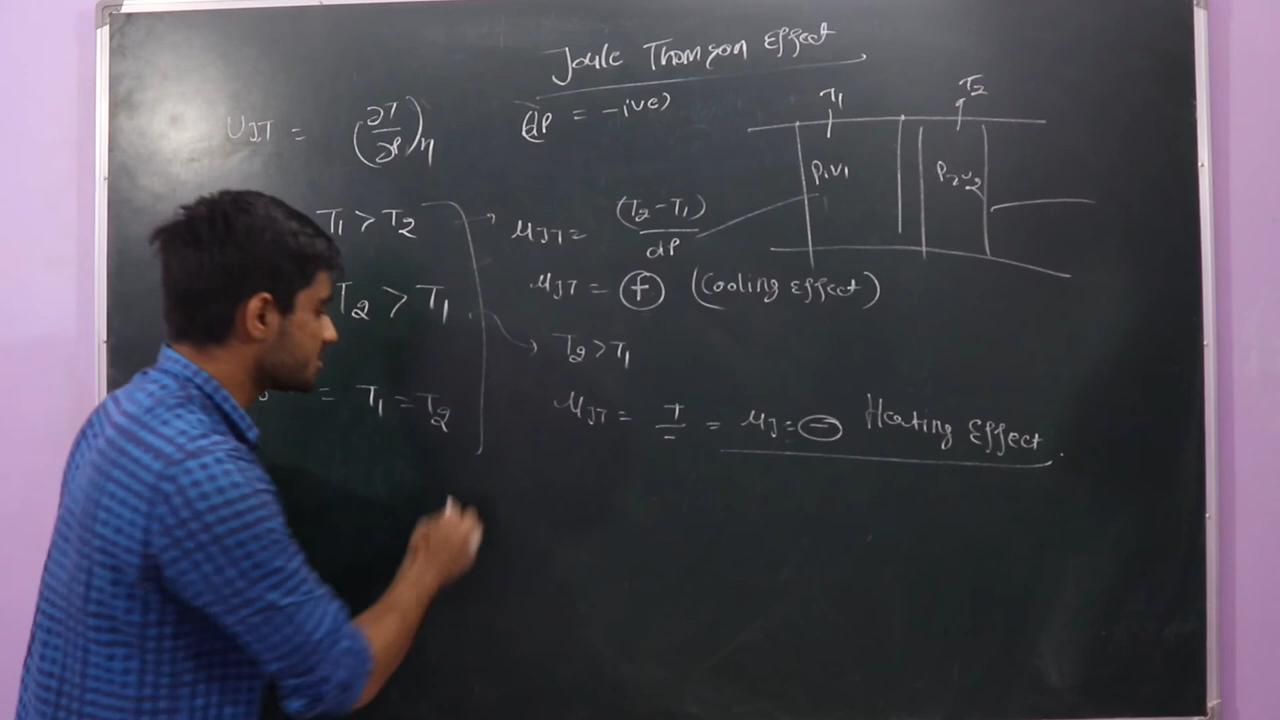 Joule Thomson Effect
(dP = -ive)
μJT = (∂T/∂P)η
T1 T2
P1V1 P2V2
T1 > T2
μJT = (T2-T1)/dP
μJT = + (Cooling Effect)
T2 > T1
T2 > T1
= T1 = T2
μJT = +/- = μJ = - Heating Effect.